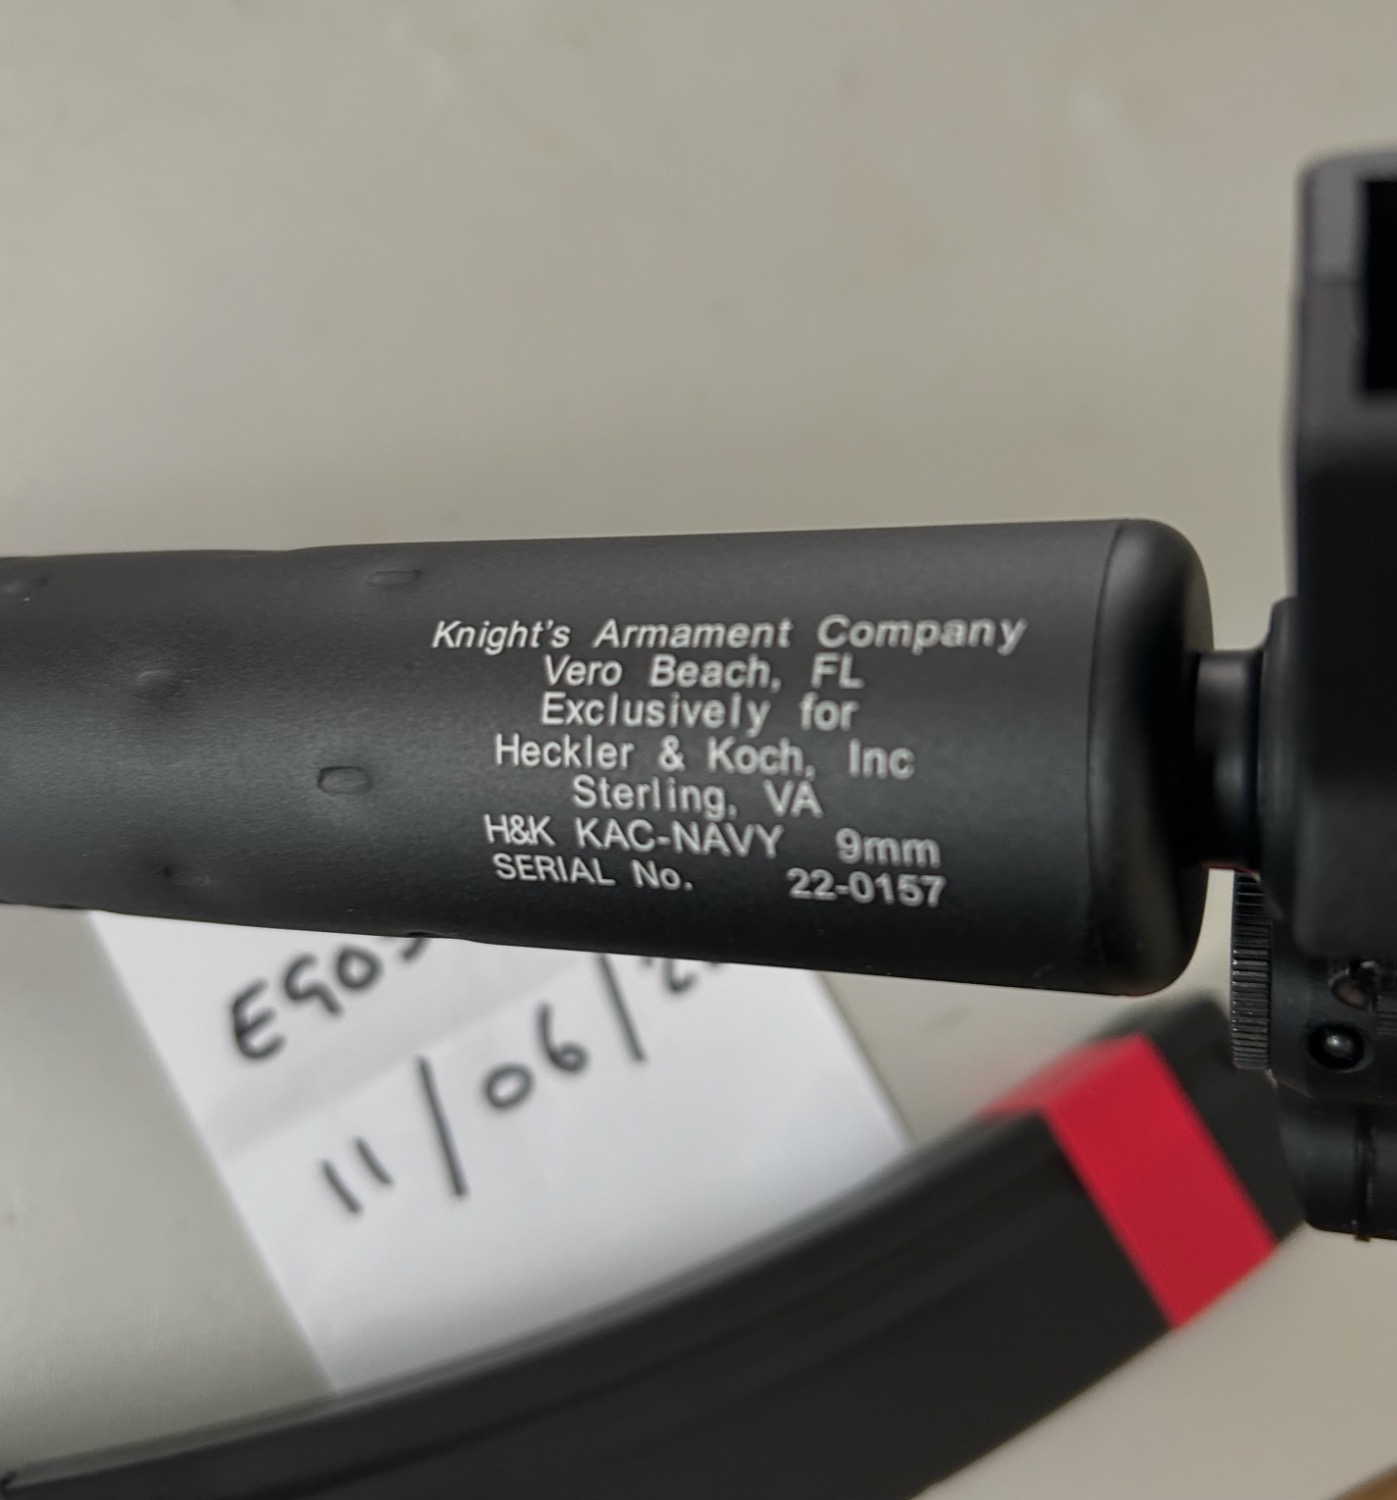 Knight's Armament Company
Vero Beach, FL
Exclusively for
Heckler & Koch, Inc
Sterling, VA
H&K KAC-NAVY 9mm
SERIAL No. 22-0157
11/06/